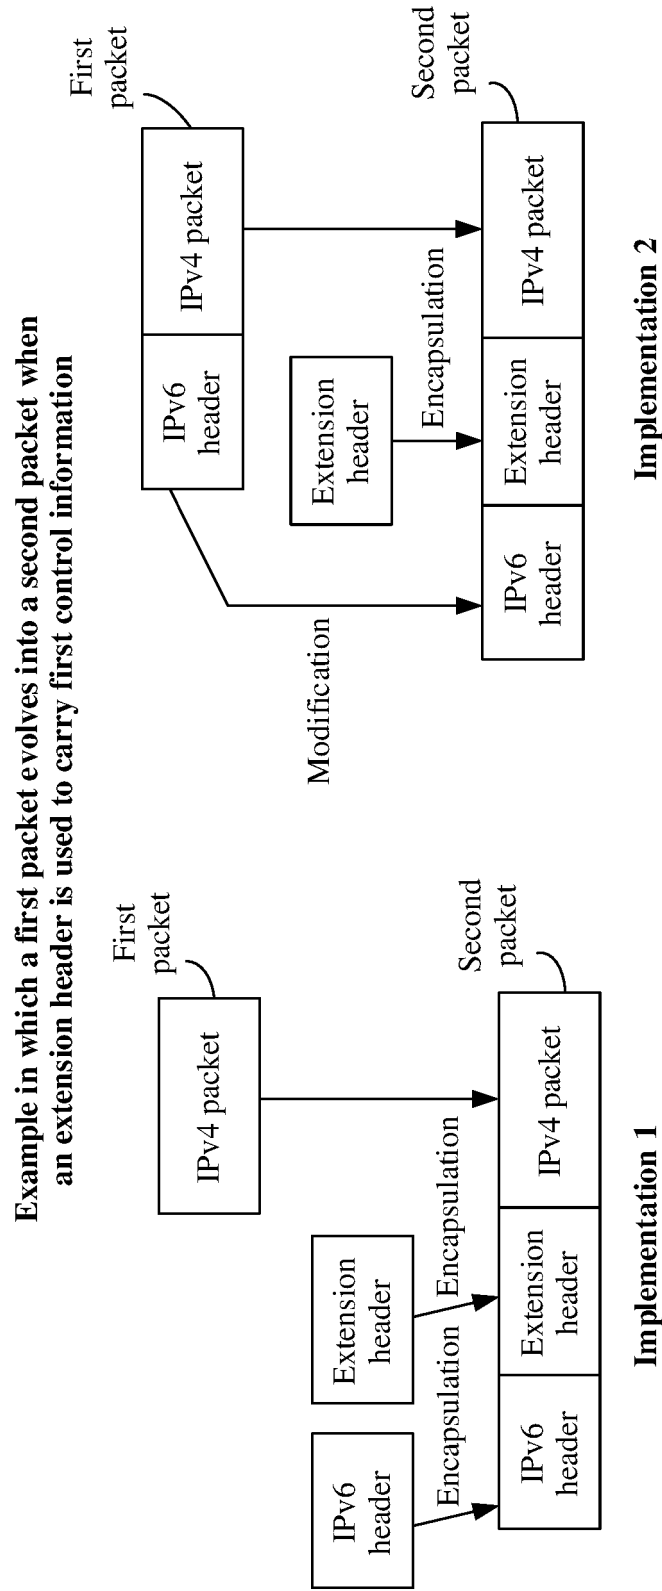 Example in which a first packet evolves into a second packet when
an extension header is used to carry first control information
First
packet
IPv4 packet
Extension
header
IPv6
header
Encapsulation
Encapsulation
Second
packet
IPv6
header
Extension
header
IPv4 packet
Implementation 1
First
packet
IPv6
header
IPv4 packet
Extension
header
Modification
Encapsulation
Second
packet
IPv6
header
Extension
header
IPv4 packet
Implementation 2